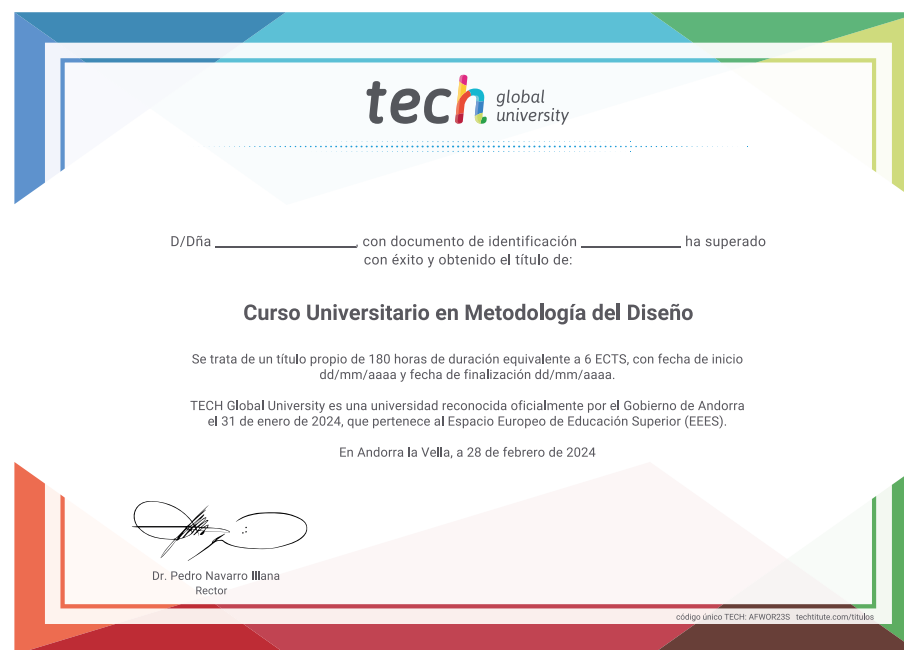 tech global university
D/Dña ________________, con documento de identificación ____________ ha superado
con éxito y obtenido el título de:
Curso Universitario en Metodología del Diseño
Se trata de un título propio de 180 horas de duración equivalente a 6 ECTS, con fecha de inicio
dd/mm/aaaa y fecha de finalización dd/mm/aaaa.
TECH Global University es una universidad reconocida oficialmente por el Gobierno de Andorra
el 31 de enero de 2024, que pertenece al Espacio Europeo de Educación Superior (EEES).
En Andorra la Vella, a 28 de febrero de 2024
Dr. Pedro Navarro Illana
Rector
código único TECH: AFWOR23S techtitute.com/titulos